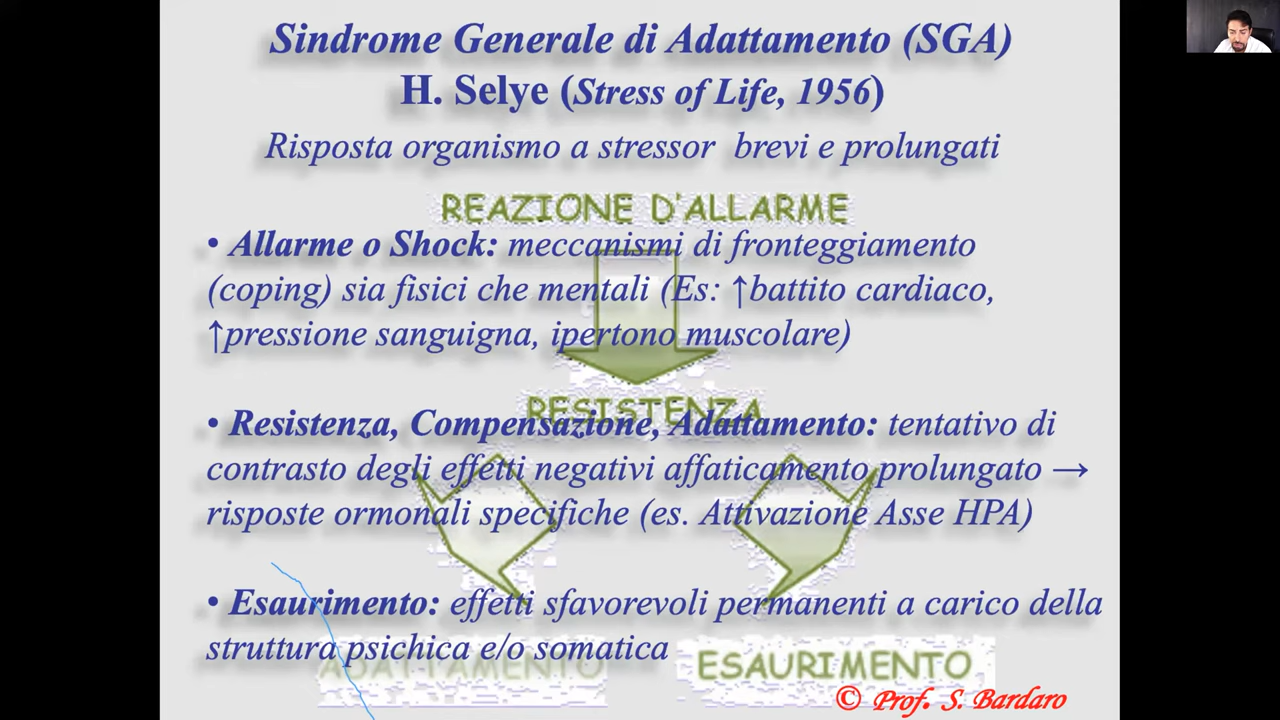 Sindrome Generale di Adattamento (SGA)
H. Selye (Stress of Life, 1956)
Risposta organismo a stressor brevi e prolungati
REAZIONE D'ALLARME
• Allarme o Shock: meccanismi di fronteggiamento
(coping) sia fisici che mentali (Es: ↑battito cardiaco,
↑pressione sanguigna, ipertono muscolare)
RESISTENZA
• Resistenza, Compensazione, Adattamento: tentativo di
contrasto degli effetti negativi affaticamento prolungato →
risposte ormonali specifiche (es. Attivazione Asse HPA)
• Esaurimento: effetti sfavorevoli permanenti a carico della
struttura psichica e/o somatica
ADATTAMENTO ESAURIMENTO
© Prof. S. Bardaro